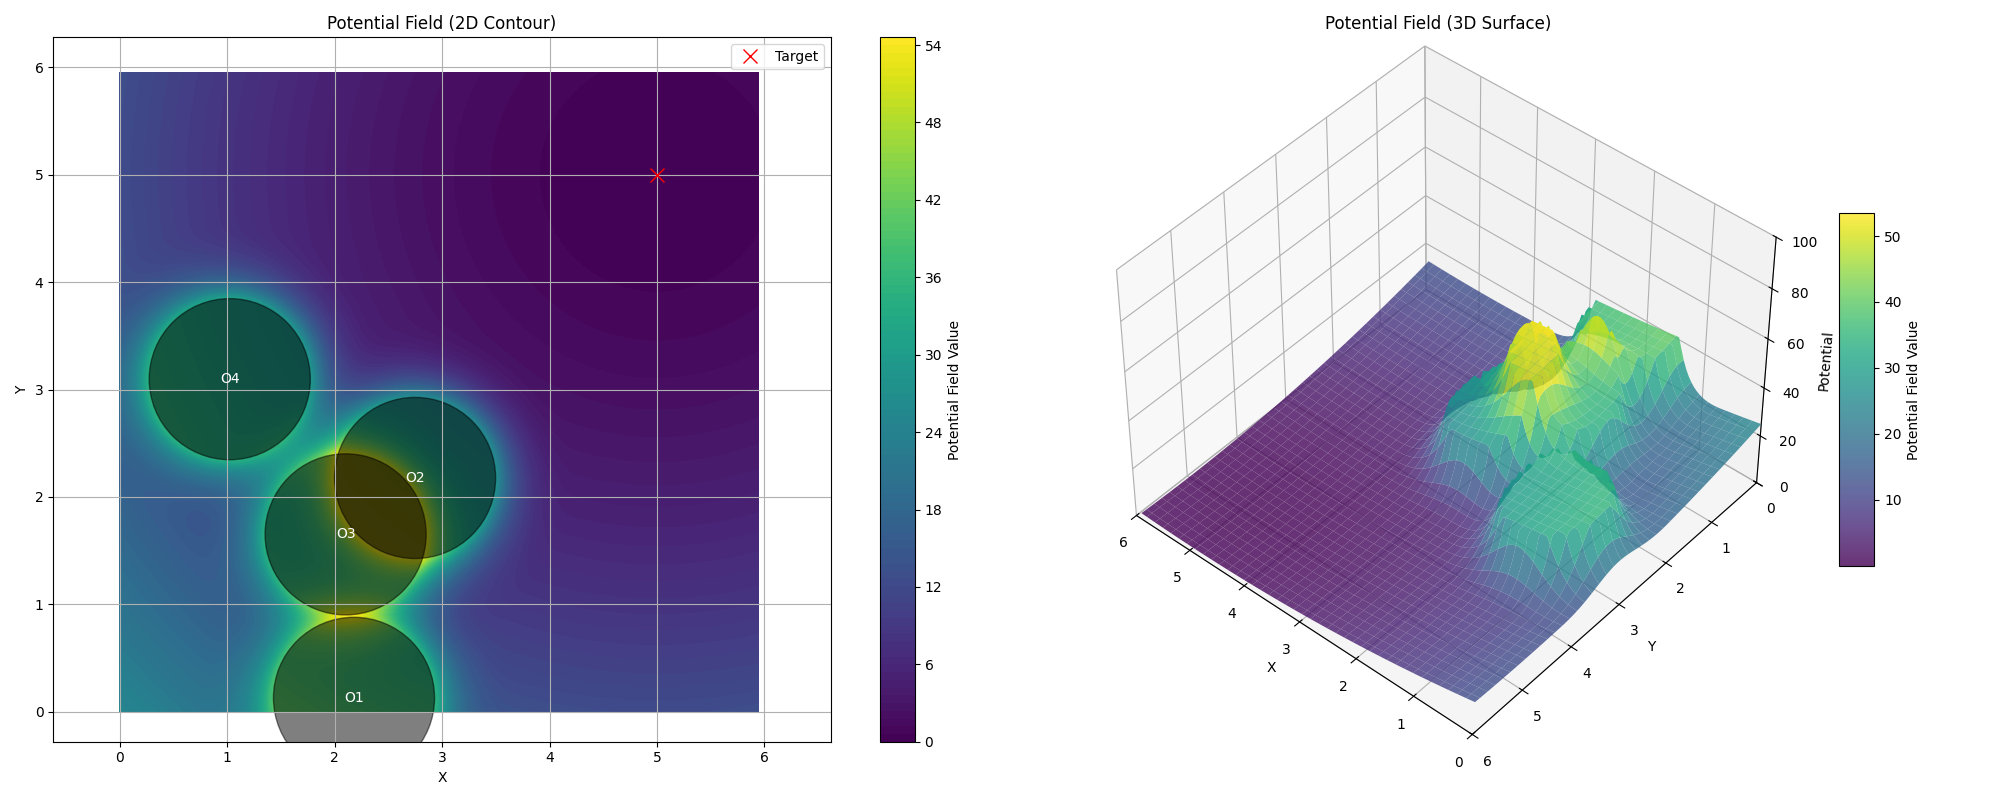 Potential Field (2D Contour)
Target
6
5
4
3
2
1
0
Y
O4
O2
O3
O1
0 1 2 3 4 5 6
X
54
48
42
36
30
24
18
12
6
0
Potential Field Value
Potential Field (3D Surface)
100
80
60
40
20
0
Potential
6
5
4
3
2
1
0
X
0
1
2
3
4
5
6
Y
50
40
30
20
10
Potential Field Value